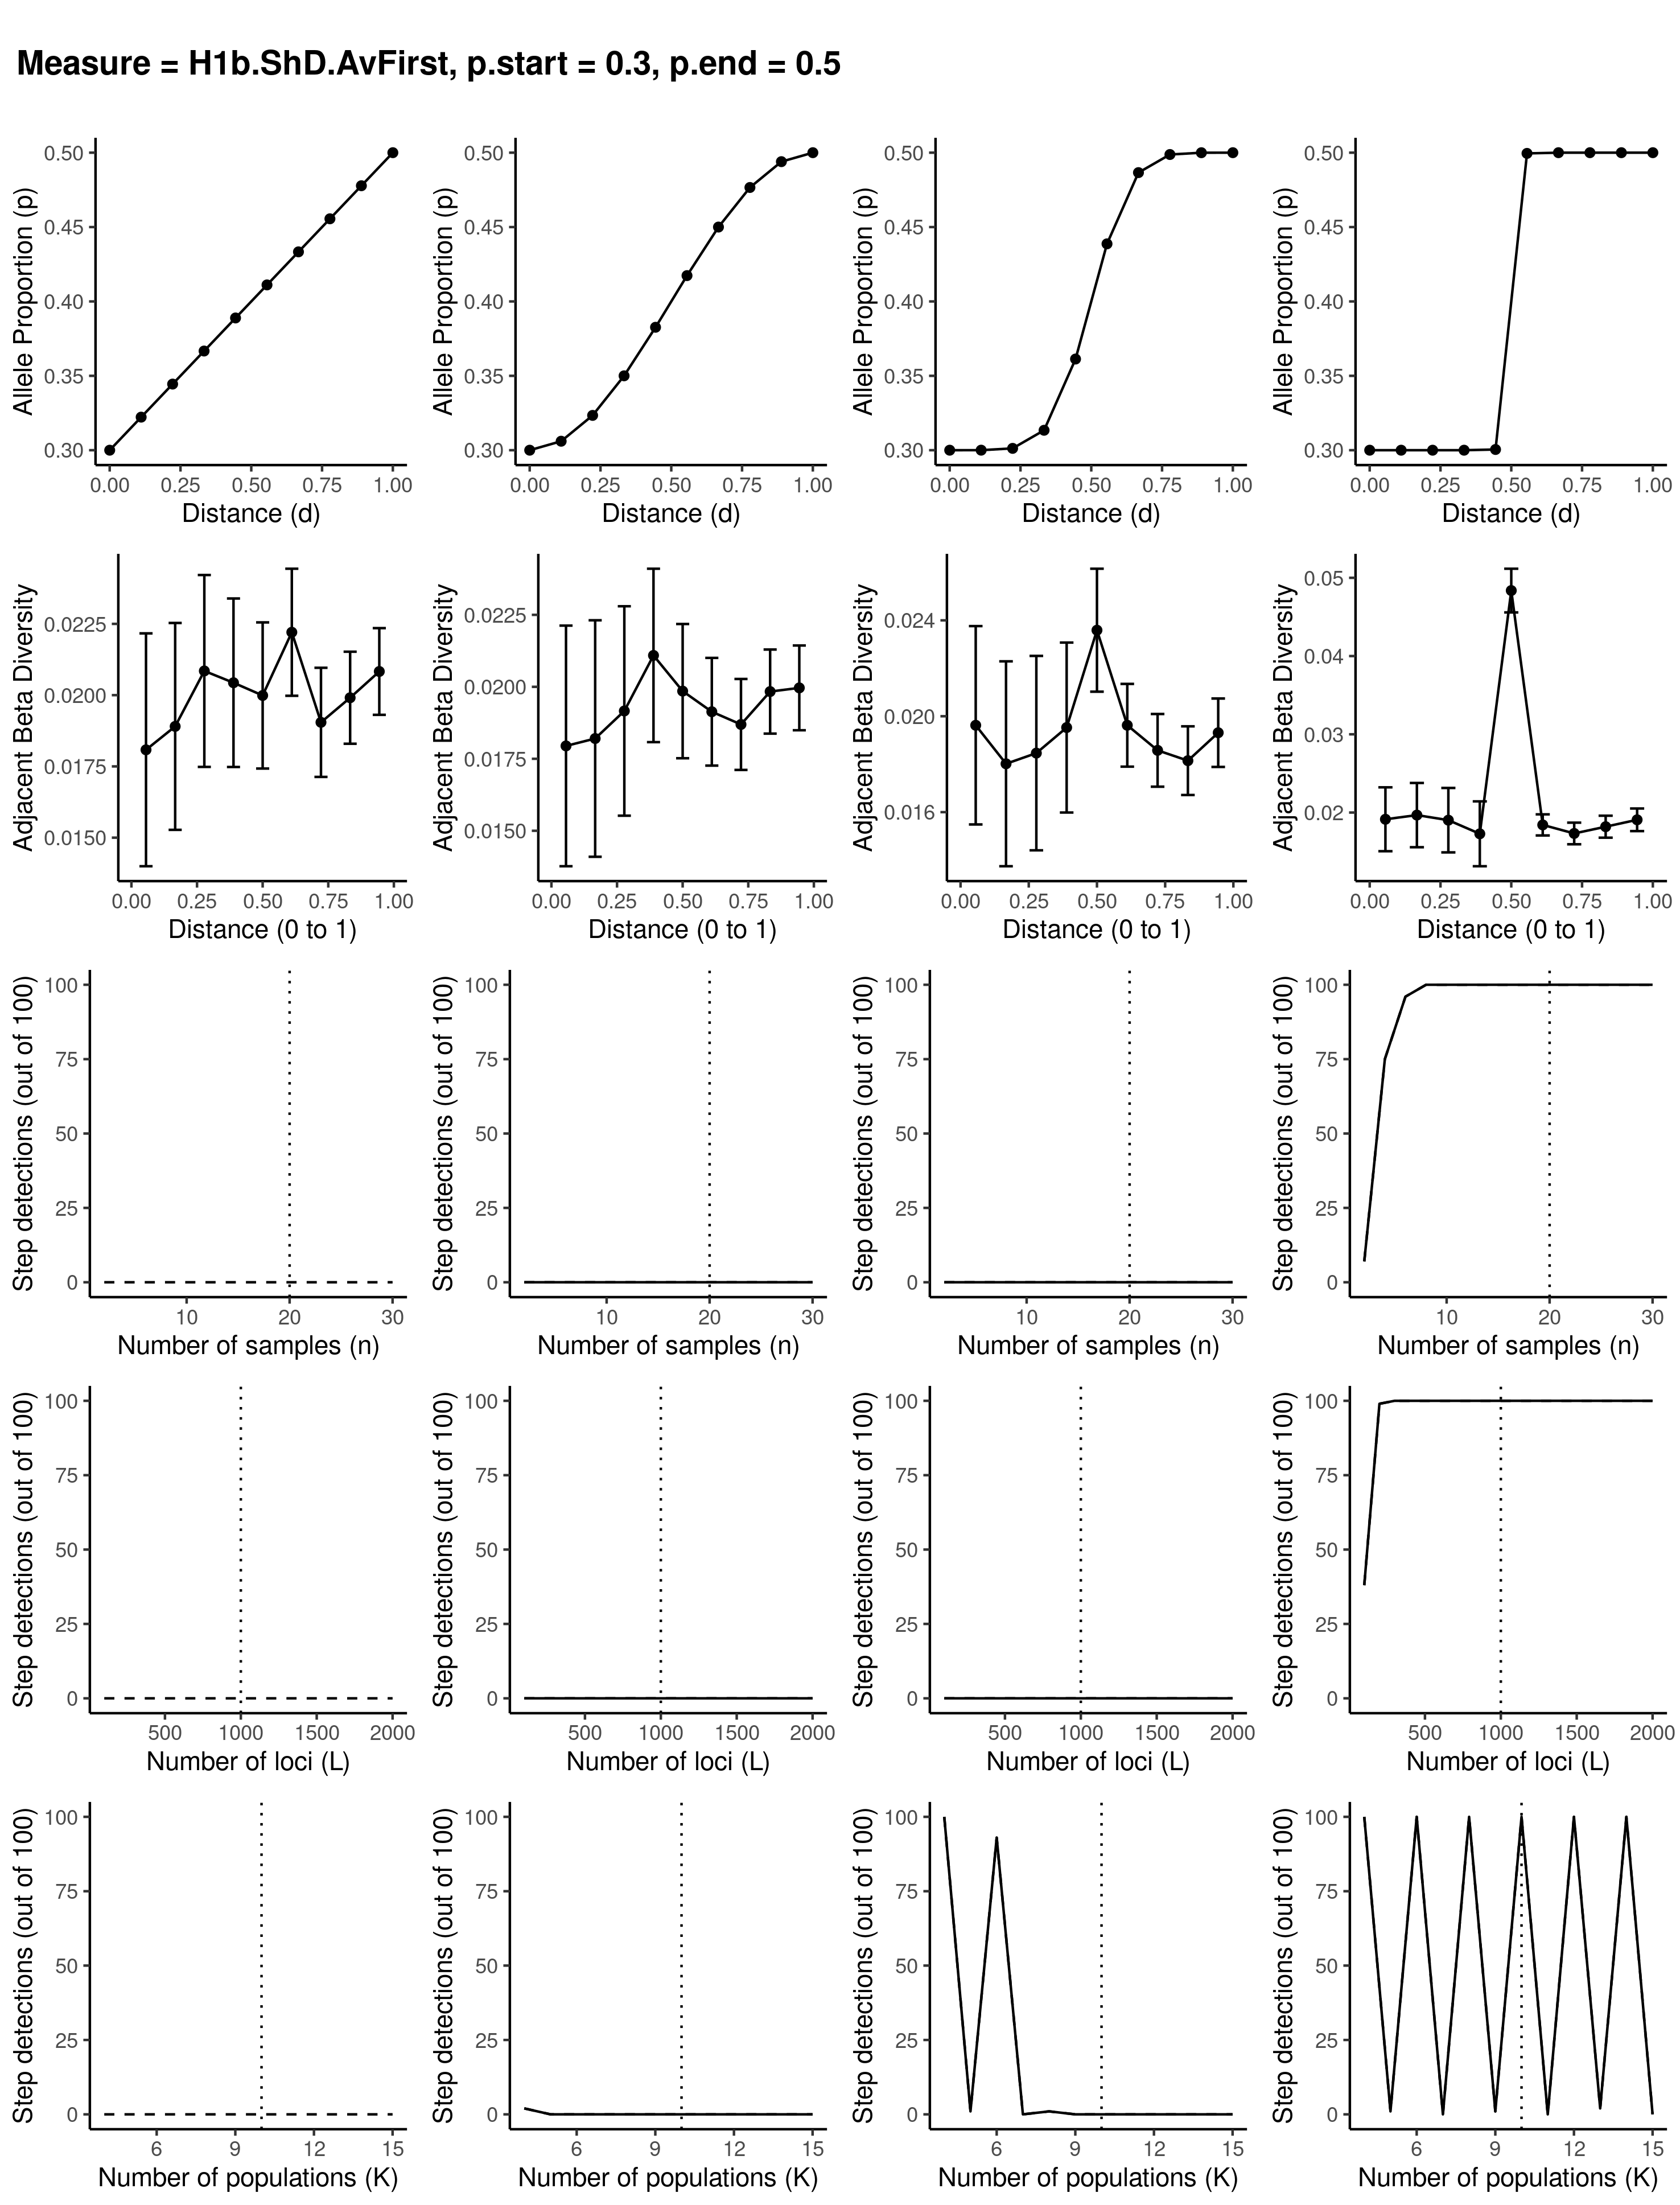 Measure = H1b.ShD.AvFirst, p.start = 0.3, p.end = 0.5
Allele Proportion (p)
0.50
0.45
0.40
0.35
0.30
0.00 0.25 0.50 0.75 1.00
Distance (d)
Allele Proportion (p)
0.50
0.45
0.40
0.35
0.30
0.00 0.25 0.50 0.75 1.00
Distance (d)
Allele Proportion (p)
0.50
0.45
0.40
0.35
0.30
0.00 0.25 0.50 0.75 1.00
Distance (d)
Allele Proportion (p)
0.50
0.45
0.40
0.35
0.30
0.00 0.25 0.50 0.75 1.00
Distance (d)
Adjacent Beta Diversity
0.0225
0.0200
0.0175
0.0150
0.00 0.25 0.50 0.75 1.00
Distance (0 to 1)
Adjacent Beta Diversity
0.0225
0.0200
0.0175
0.0150
0.00 0.25 0.50 0.75 1.00
Distance (0 to 1)
Adjacent Beta Diversity
0.024
0.020
0.016
0.00 0.25 0.50 0.75 1.00
Distance (0 to 1)
Adjacent Beta Diversity
0.05
0.04
0.03
0.02
0.00 0.25 0.50 0.75 1.00
Distance (0 to 1)
Step detections (out of 100)
100
75
50
25
0
10 20 30
Number of samples (n)
Step detections (out of 100)
100
75
50
25
0
10 20 30
Number of samples (n)
Step detections (out of 100)
100
75
50
25
0
10 20 30
Number of samples (n)
Step detections (out of 100)
100
75
50
25
0
10 20 30
Number of samples (n)
Step detections (out of 100)
100
75
50
25
0
500 1000 1500 2000
Number of loci (L)
Step detections (out of 100)
100
75
50
25
0
500 1000 1500 2000
Number of loci (L)
Step detections (out of 100)
100
75
50
25
0
500 1000 1500 2000
Number of loci (L)
Step detections (out of 100)
100
75
50
25
0
500 1000 1500 2000
Number of loci (L)
Step detections (out of 100)
100
75
50
25
0
6 9 12 15
Number of populations (K)
Step detections (out of 100)
100
75
50
25
0
6 9 12 15
Number of populations (K)
Step detections (out of 100)
100
75
50
25
0
6 9 12 15
Number of populations (K)
Step detections (out of 100)
100
75
50
25
0
6 9 12 15
Number of populations (K)